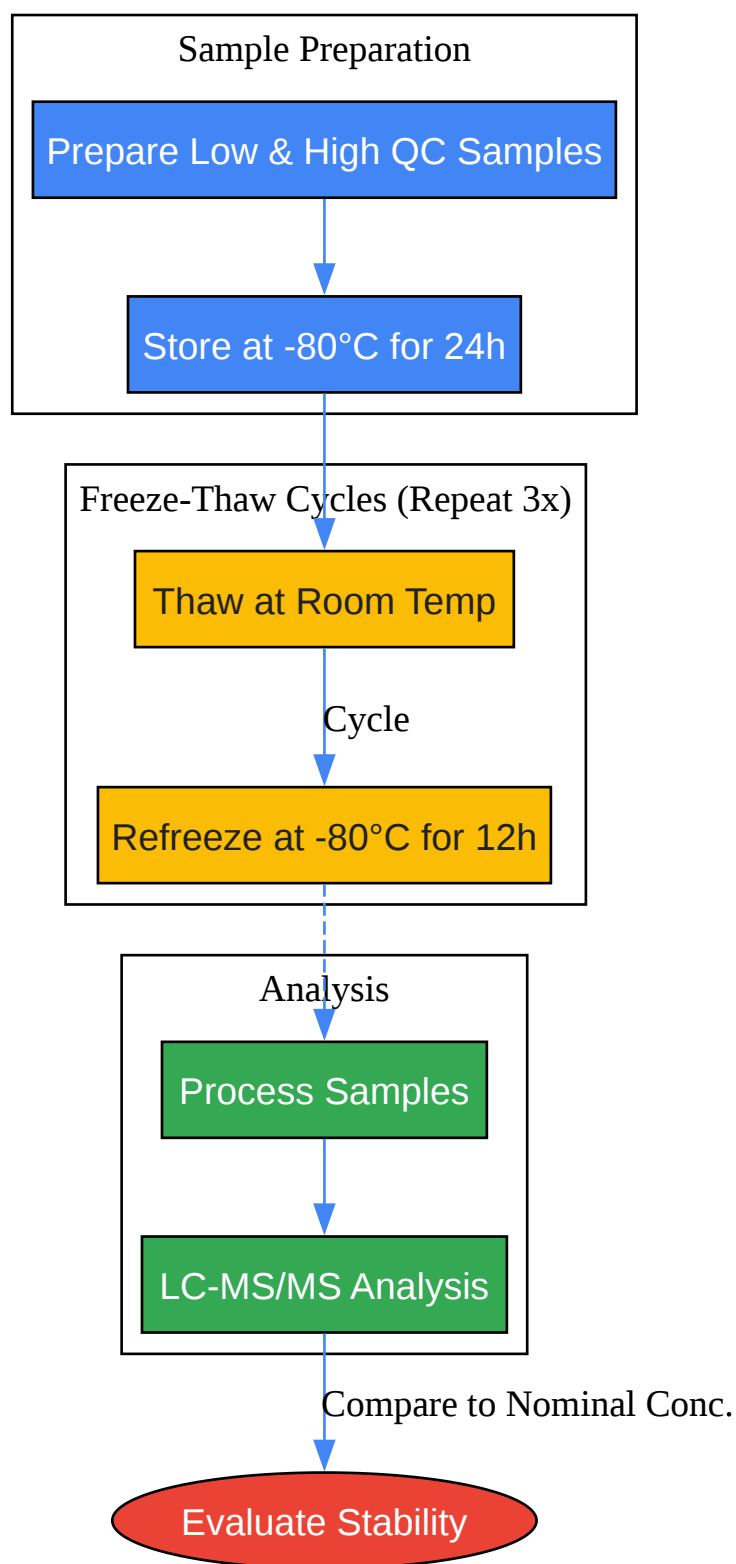 Sample Preparation
Prepare Low & High QC Samples
Store at -80°C for 24h
Freeze-Thaw Cycles (Repeat 3x)
Thaw at Room Temp
Cycle
Refreeze at -80°C for 12h
Analysis
Process Samples
LC-MS/MS Analysis
Compare to Nominal Conc.
Evaluate Stability